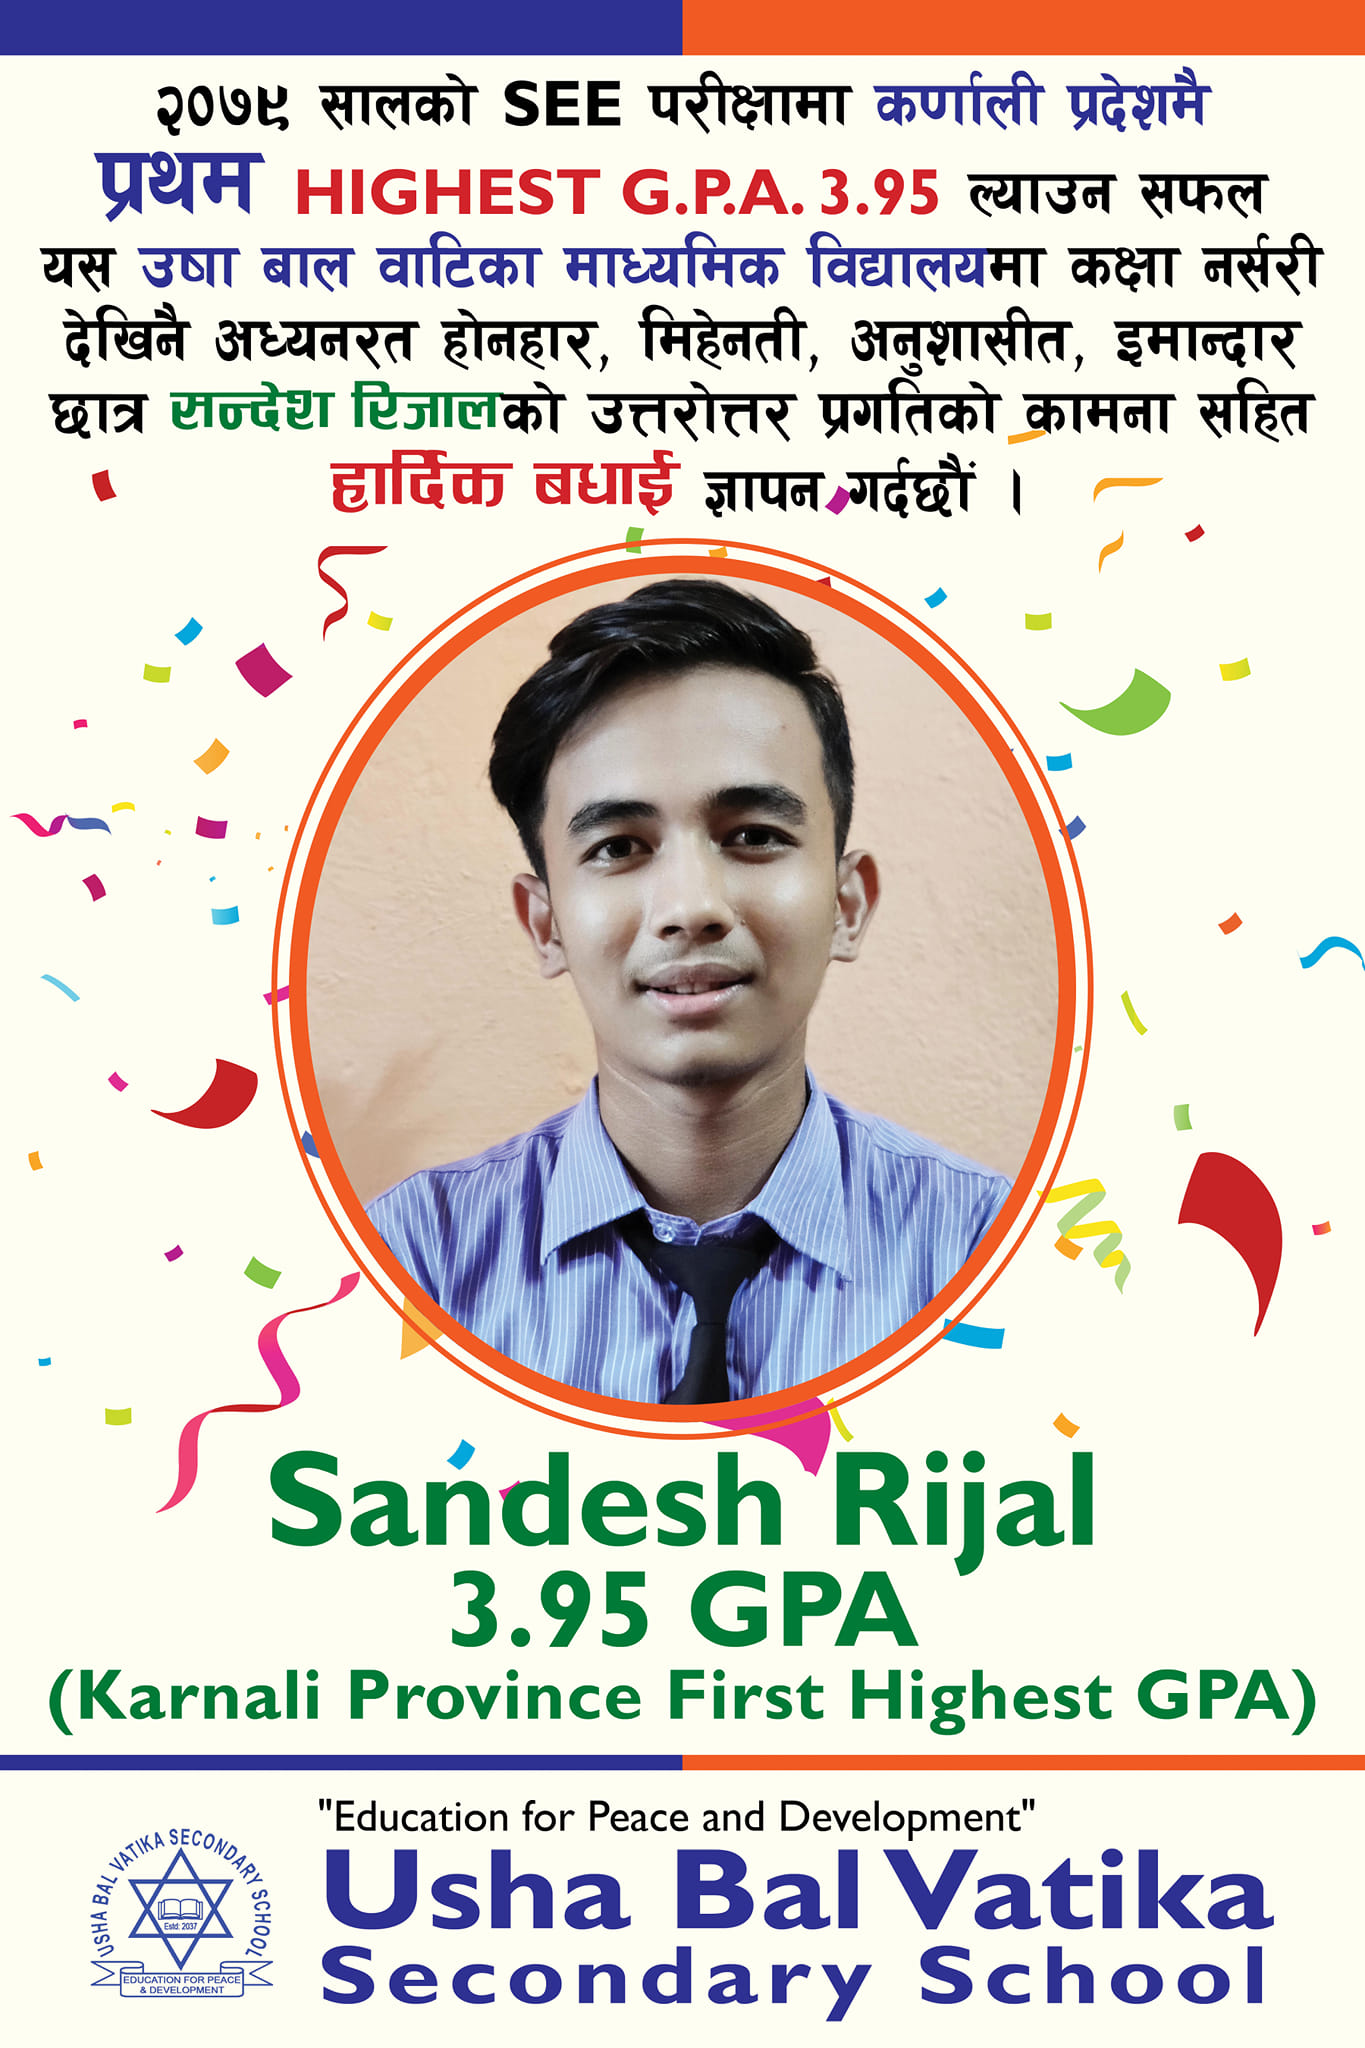 २०७९ सालको SEE परीक्षामा कर्णाली प्रदेशमै
प्रथम HIGHEST G.P.A. 3.95 ल्याउन सफल
यस उषा बाल वाटिका माध्यमिक विद्यालयमा कक्षा नर्सरी
देखिनै अध्यनरत होनहार, मिहेनती, अनुशासीत, इमान्दार
छात्र सन्देश रिजालको उत्तरोत्तर प्रगतिको कामना सहित
हार्दिक बधाई ज्ञापन गर्दछौं ।
Sandesh Rijal
3.95 GPA
(Karnali Province First Highest GPA)
"Education for Peace and Development"
Usha Bal Vatika
Secondary School
USHA BAL VATIKA SECONDARY SCHOOL
Estd: 2037
EDUCATION FOR PEACE
& DEVELOPMENT